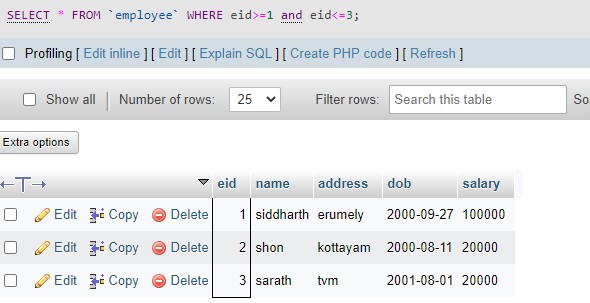 SELECT * FROM `employee` WHERE eid>=1 and eid<=3;
Profiling [ Edit inline ] [ Edit ] [ Explain SQL ] [ Create PHP code ] [ Refresh ]
Show all Number of rows: 25 Filter rows: Search this table So
Extra options
←T→ eid name address dob salary
Edit Copy Delete 1 siddharth erumely 2000-09-27 100000
Edit Copy Delete 2 shon kottayam 2000-08-11 20000
Edit Copy Delete 3 sarath tvm 2001-08-01 20000